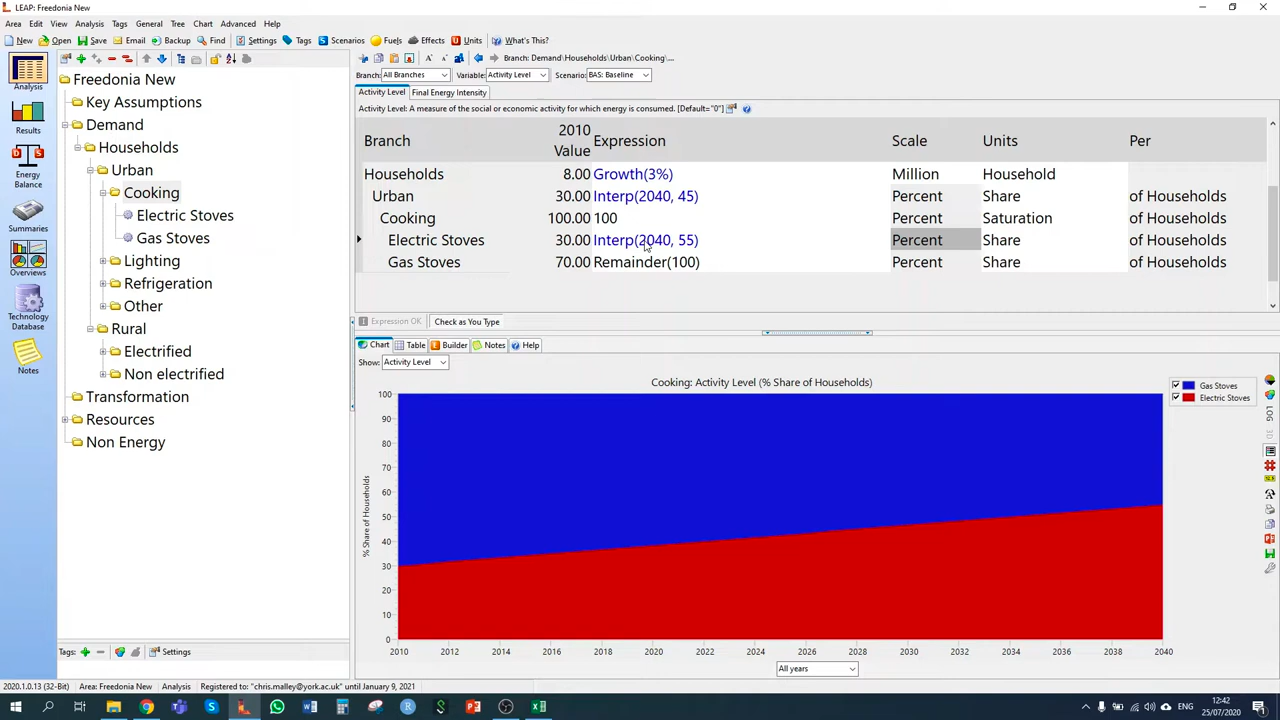 LEAP: Freedonia New
Area Edit View Analysis Tags General Tree Chart Advanced Help
New Open Save Email Backup Find Settings Tags Scenarios Fuels Effects Units What's This?
Analysis
Results
Energy
Balance
Summaries
Overviews
Technology
Database
Notes
Freedonia New
Key Assumptions
Demand
Households
Urban
Cooking
Electric Stoves
Gas Stoves
Lighting
Refrigeration
Other
Rural
Electrified
Non electrified
Transformation
Resources
Non Energy
Tags: Settings
Branch: Demand\Households\Urban\Cooking\...
Branch: All Branches Variable: Activity Level Scenario: BAS: Baseline
Activity Level Final Energy Intensity
Activity Level: A measure of the social or economic activity for which energy is consumed. [Default="0"]
Branch 2010 Value Expression Scale Units Per
Households 8.00 Growth(3%) Million Household
Urban 30.00 Interp(2040, 45) Percent Share of Households
Cooking 100.00 100 Percent Saturation of Households
Electric Stoves 30.00 Interp(2040, 55) Percent Share of Households
Gas Stoves 70.00 Remainder(100) Percent Share of Households
Expression OK Check as You Type
Chart Table Builder Notes Help
Show: Activity Level
Cooking: Activity Level (% Share of Households)
Gas Stoves
Electric Stoves
LOG
3D
% Share of Households
100
90
80
70
60
50
40
30
20
10
0
2010 2012 2014 2016 2018 2020 2022 2024 2026 2028 2030 2032 2034 2036 2038 2040
All years
2020.1.0.13 (32-Bit) Area: Freedonia New Analysis Registered to: "chris.malley@york.ac.uk" until January 9, 2021
ENG
12:42
25/07/2020